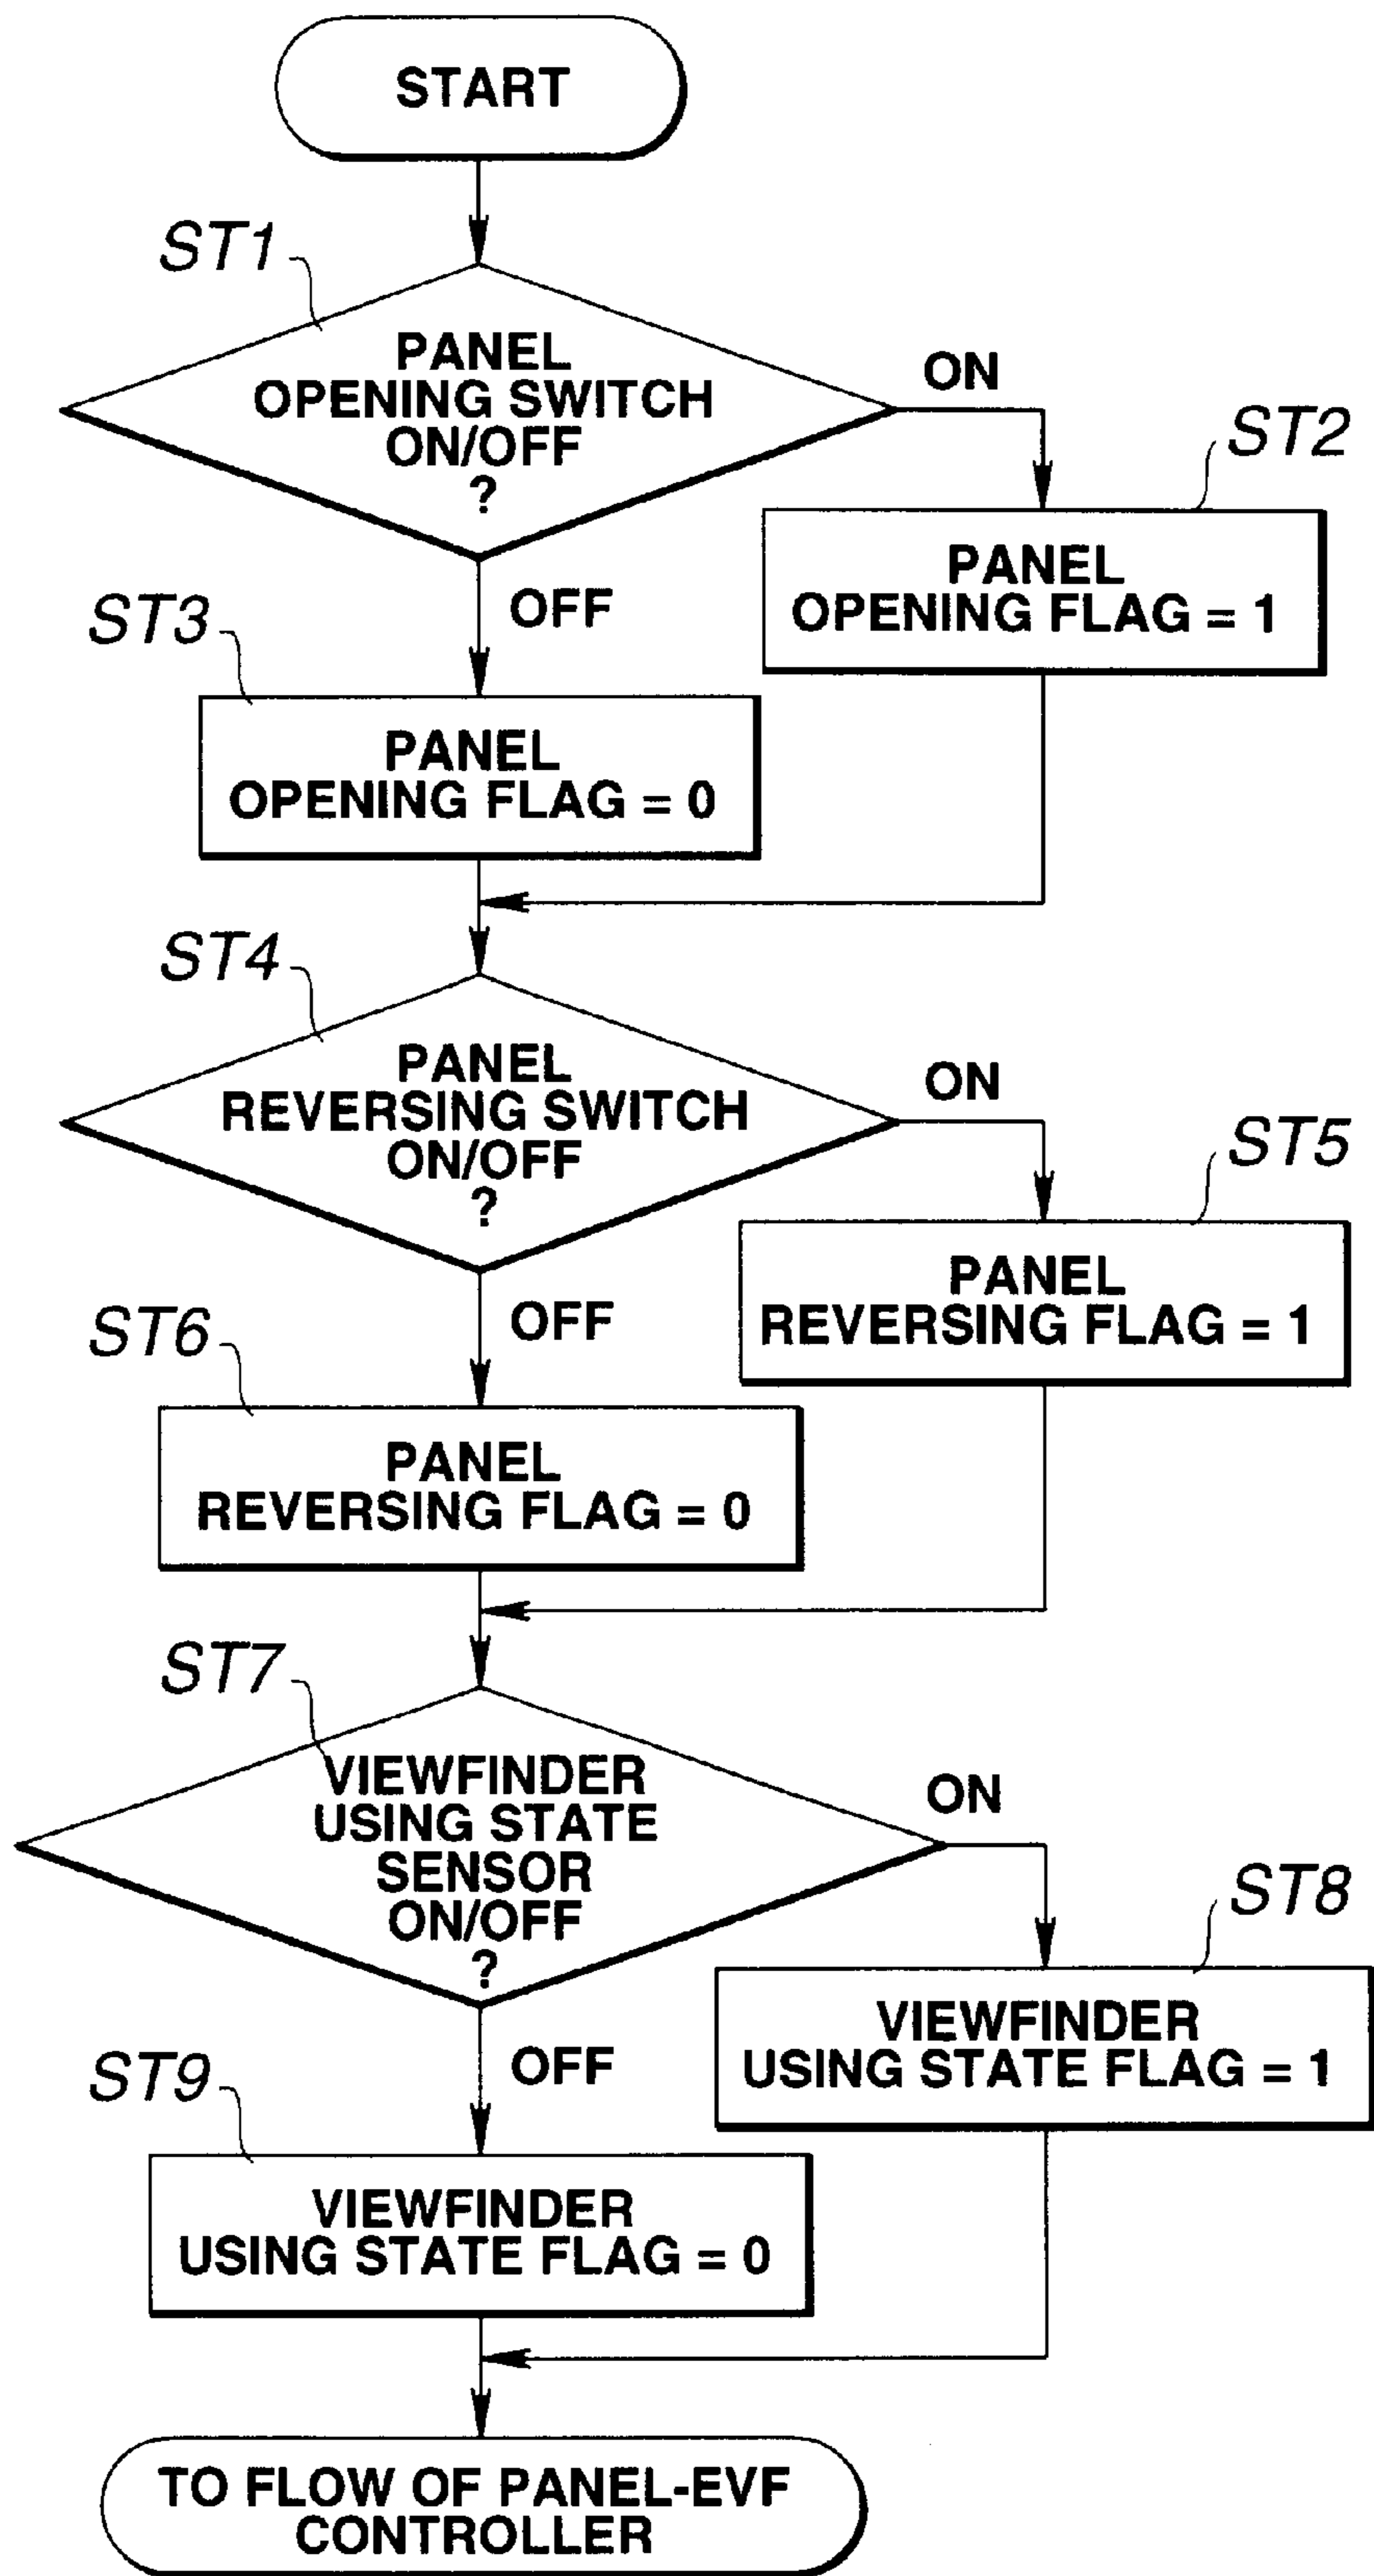 START
ST1
PANEL
OPENING SWITCH
ON/OFF
?
ON
ST2
PANEL
OPENING FLAG = 1
OFF
ST3
PANEL
OPENING FLAG = 0
ST4
PANEL
REVERSING SWITCH
ON/OFF
?
ON
ST5
PANEL
REVERSING FLAG = 1
OFF
ST6
PANEL
REVERSING FLAG = 0
ST7
VIEWFINDER
USING STATE
SENSOR
ON/OFF
?
ON
ST8
VIEWFINDER
USING STATE FLAG = 1
OFF
ST9
VIEWFINDER
USING STATE FLAG = 0
TO FLOW OF PANEL-EVF
CONTROLLER